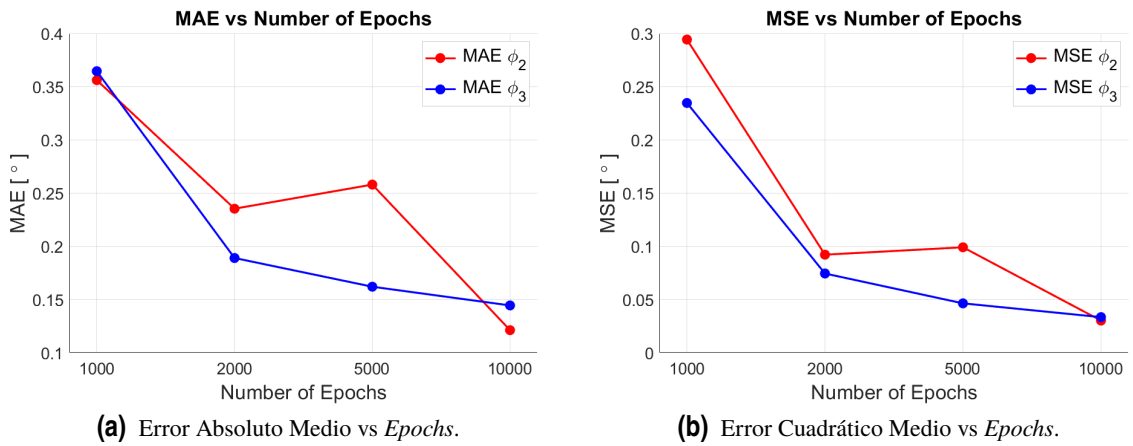 MAE vs Number of Epochs
0.4
0.35
0.3
0.25
0.2
0.15
0.1
MAE [ ° ]
MAE ϕ2
MAE ϕ3
1000 2000 5000 10000
Number of Epochs
(a) Error Absoluto Medio vs Epochs.
MSE vs Number of Epochs
0.3
0.25
0.2
0.15
0.1
0.05
0
MSE [ ° ]
MSE ϕ2
MSE ϕ3
1000 2000 5000 10000
Number of Epochs
(b) Error Cuadrático Medio vs Epochs.